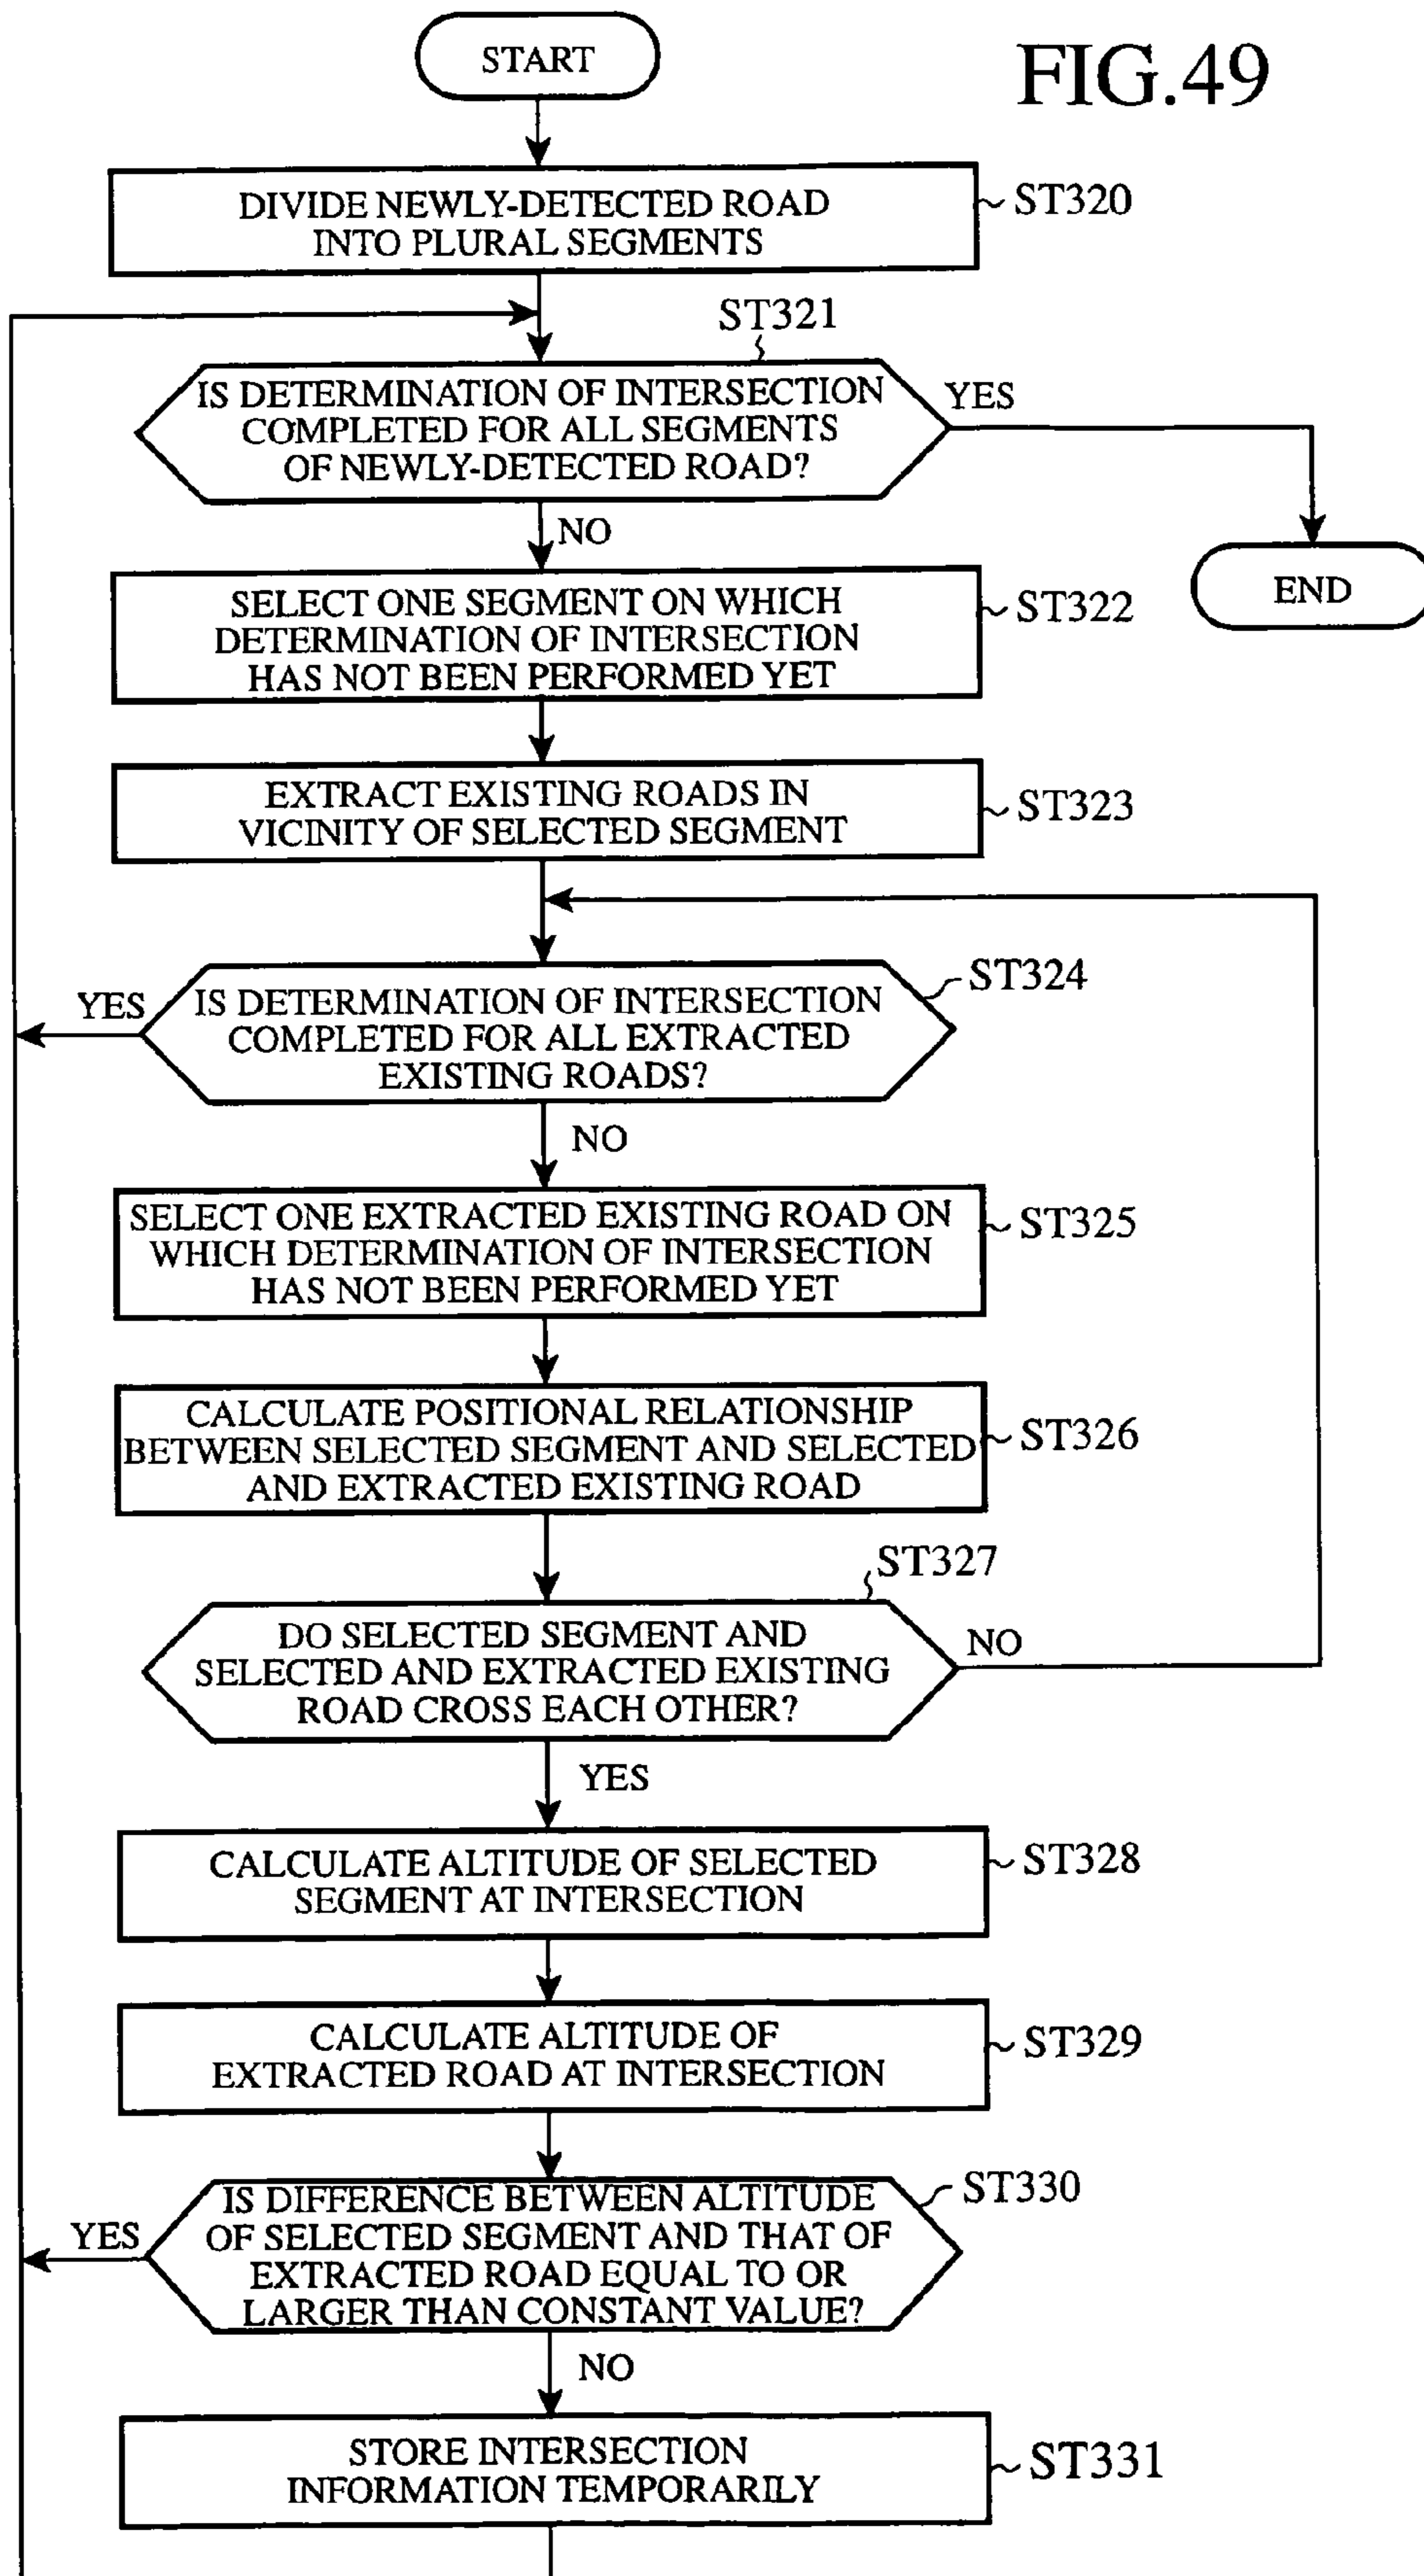 START
FIG.49
DIVIDE NEWLY-DETECTED ROAD
INTO PLURAL SEGMENTS
ST320
ST321
IS DETERMINATION OF INTERSECTION
COMPLETED FOR ALL SEGMENTS
OF NEWLY-DETECTED ROAD?
YES
NO
END
SELECT ONE SEGMENT ON WHICH
DETERMINATION OF INTERSECTION
HAS NOT BEEN PERFORMED YET
ST322
EXTRACT EXISTING ROADS IN
VICINITY OF SELECTED SEGMENT
ST323
ST324
YES
IS DETERMINATION OF INTERSECTION
COMPLETED FOR ALL EXTRACTED
EXISTING ROADS?
NO
SELECT ONE EXTRACTED EXISTING ROAD ON
WHICH DETERMINATION OF INTERSECTION
HAS NOT BEEN PERFORMED YET
ST325
CALCULATE POSITIONAL RELATIONSHIP
BETWEEN SELECTED SEGMENT AND SELECTED
AND EXTRACTED EXISTING ROAD
ST326
ST327
DO SELECTED SEGMENT AND
SELECTED AND EXTRACTED EXISTING
ROAD CROSS EACH OTHER?
NO
YES
CALCULATE ALTITUDE OF SELECTED
SEGMENT AT INTERSECTION
ST328
CALCULATE ALTITUDE OF
EXTRACTED ROAD AT INTERSECTION
ST329
ST330
YES
IS DIFFERENCE BETWEEN ALTITUDE
OF SELECTED SEGMENT AND THAT OF
EXTRACTED ROAD EQUAL TO OR
LARGER THAN CONSTANT VALUE?
NO
STORE INTERSECTION
INFORMATION TEMPORARILY
ST331